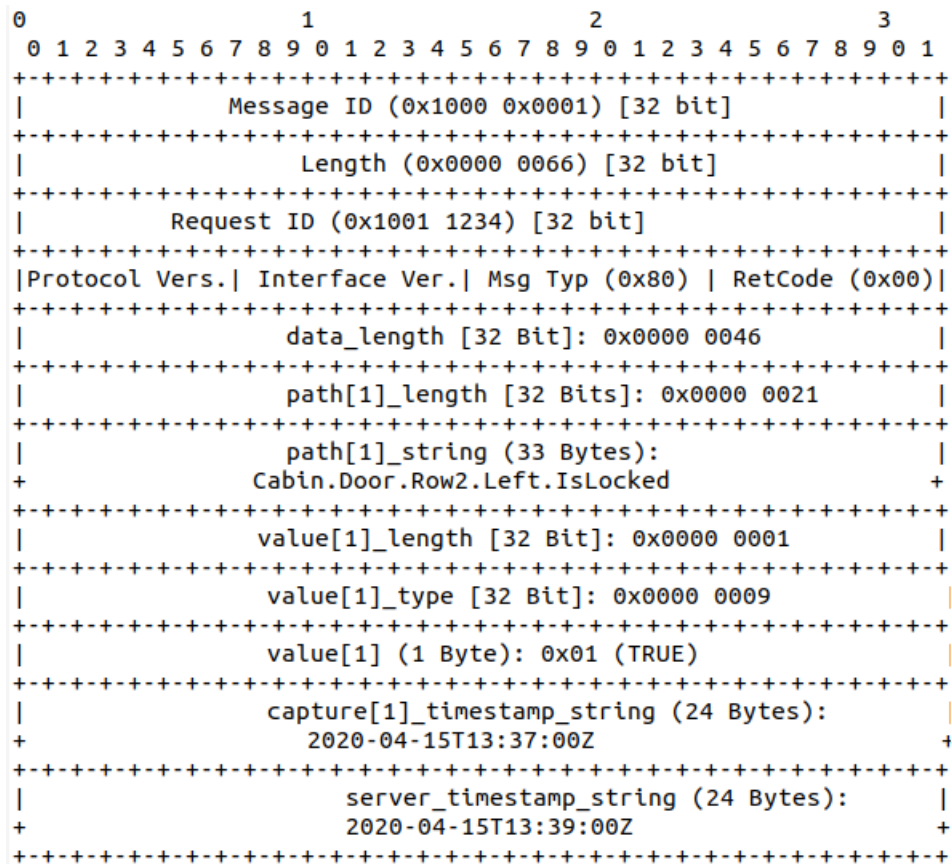 0 1 2 3
0 1 2 3 4 5 6 7 8 9 0 1 2 3 4 5 6 7 8 9 0 1 2 3 4 5 6 7 8 9 0 1
+-+-+-+-+-+-+-+-+-+-+-+-+-+-+-+-+-+-+-+-+-+-+-+-+-+-+-+-+-+-+-+-+
| Message ID (0x1000 0x0001) [32 bit] |
+-+-+-+-+-+-+-+-+-+-+-+-+-+-+-+-+-+-+-+-+-+-+-+-+-+-+-+-+-+-+-+-+
| Length (0x0000 0066) [32 bit] |
+-+-+-+-+-+-+-+-+-+-+-+-+-+-+-+-+-+-+-+-+-+-+-+-+-+-+-+-+-+-+-+-+
| Request ID (0x1001 1234) [32 bit] |
+-+-+-+-+-+-+-+-+-+-+-+-+-+-+-+-+-+-+-+-+-+-+-+-+-+-+-+-+-+-+-+-+
|Protocol Vers.| Interface Ver.| Msg Typ (0x80) | RetCode (0x00)|
+-+-+-+-+-+-+-+-+-+-+-+-+-+-+-+-+-+-+-+-+-+-+-+-+-+-+-+-+-+-+-+-+
| data_length [32 Bit]: 0x0000 0046 |
+-+-+-+-+-+-+-+-+-+-+-+-+-+-+-+-+-+-+-+-+-+-+-+-+-+-+-+-+-+-+-+-+
| path[1]_length [32 Bits]: 0x0000 0021 |
+-+-+-+-+-+-+-+-+-+-+-+-+-+-+-+-+-+-+-+-+-+-+-+-+-+-+-+-+-+-+-+-+
| path[1]_string (33 Bytes): |
+ Cabin.Door.Row2.Left.IsLocked +
+-+-+-+-+-+-+-+-+-+-+-+-+-+-+-+-+-+-+-+-+-+-+-+-+-+-+-+-+-+-+-+-+
| value[1]_length [32 Bit]: 0x0000 0001 |
+-+-+-+-+-+-+-+-+-+-+-+-+-+-+-+-+-+-+-+-+-+-+-+-+-+-+-+-+-+-+-+-+
| value[1]_type [32 Bit]: 0x0000 0009 |
+-+-+-+-+-+-+-+-+-+-+-+-+-+-+-+-+-+-+-+-+-+-+-+-+-+-+-+-+-+-+-+-+
| value[1] (1 Byte): 0x01 (TRUE) |
+-+-+-+-+-+-+-+-+-+-+-+-+-+-+-+-+-+-+-+-+-+-+-+-+-+-+-+-+-+-+-+-+
| capture[1]_timestamp_string (24 Bytes): |
+ 2020-04-15T13:37:00Z +
+-+-+-+-+-+-+-+-+-+-+-+-+-+-+-+-+-+-+-+-+-+-+-+-+-+-+-+-+-+-+-+-+
| server_timestamp_string (24 Bytes): |
+ 2020-04-15T13:39:00Z +
+-+-+-+-+-+-+-+-+-+-+-+-+-+-+-+-+-+-+-+-+-+-+-+-+-+-+-+-+-+-+-+-+